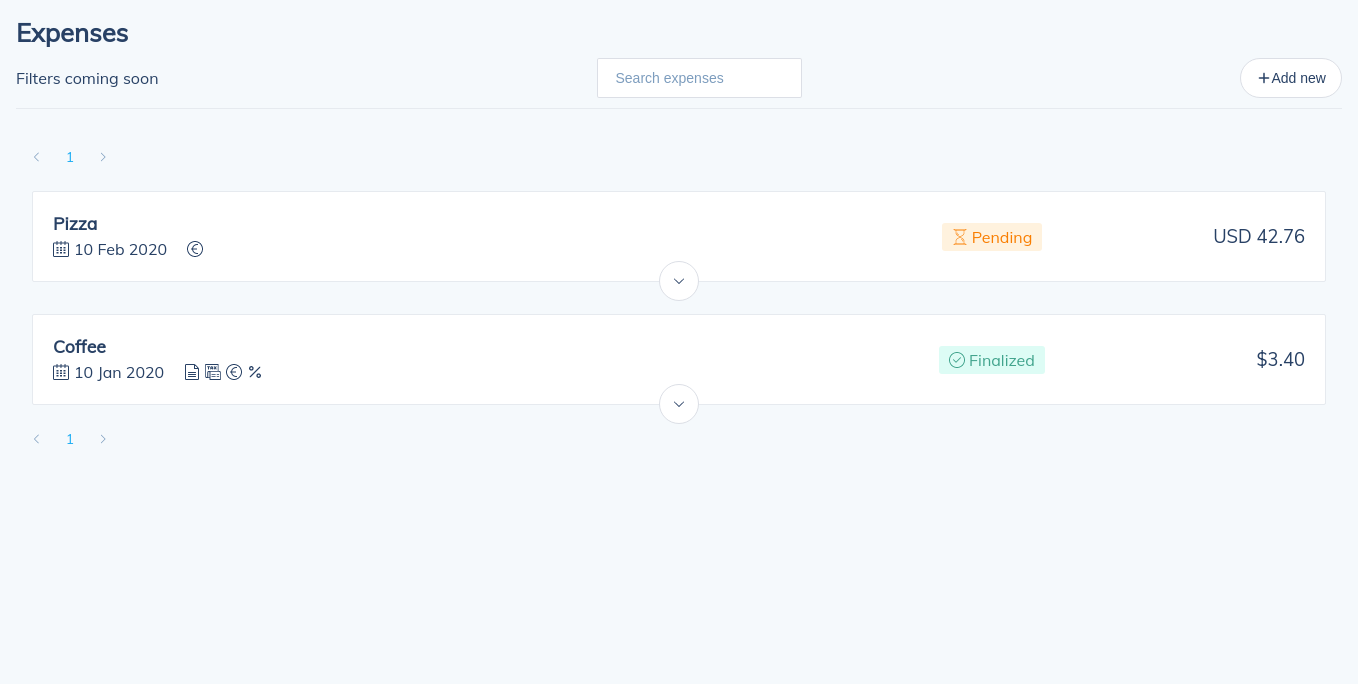 Expenses
Filters coming soon
Search expenses
+Add new
1
Pizza
10 Feb 2020
Pending
USD 42.76
Coffee
10 Jan 2020
Finalized
$3.40
1